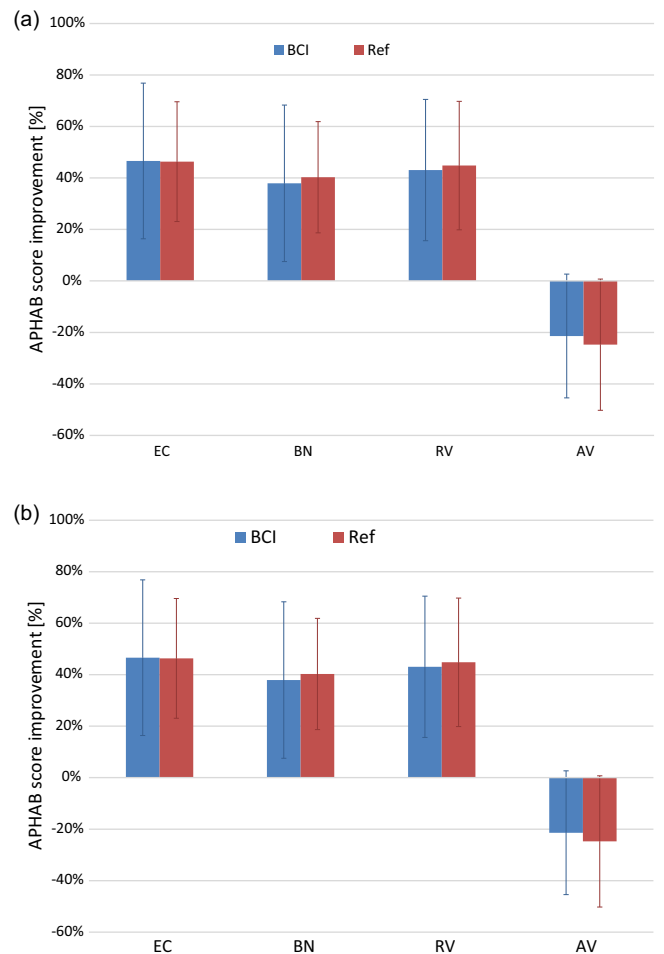 (a)
100%
BCI Ref
80%
60%
40%
20%
0%
-20%
-40%
-60%
APHAB score improvement [%]
EC BN RV AV
(b)
100%
BCI Ref
80%
60%
40%
20%
0%
-20%
-40%
-60%
APHAB score improvement [%]
EC BN RV AV